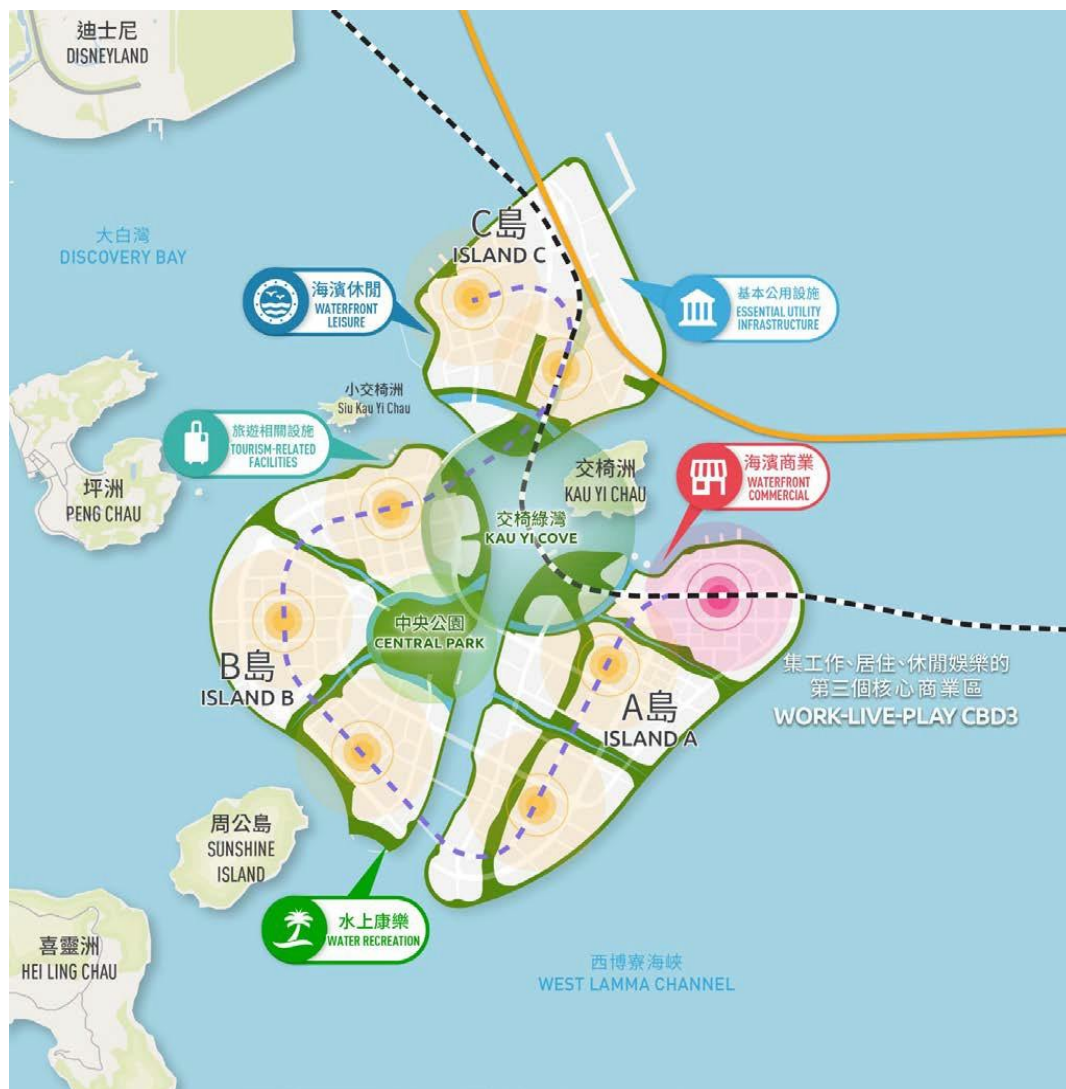 迪士尼
DISNEYLAND
大白灣
DISCOVERY BAY
C島
ISLAND C
海濱休閒
WATERFRONT
LEISURE
基本公用設施
ESSENTIAL UTILITY
INFRASTRUCTURE
小交椅洲
Siu Kau Yi Chau
旅遊相關設施
TOURISM-RELATED
FACILITIES
坪洲
PENG CHAU
交椅洲
KAU YI CHAU
海濱商業
WATERFRONT
COMMERCIAL
交椅綠灣
KAU YI COVE
中央公園
CENTRAL PARK
B島
ISLAND B
A島
ISLAND A
集工作、居住、休閒娛樂的
第三個核心商業區
WORK-LIVE-PLAY CBD3
周公島
SUNSHINE
ISLAND
水上康樂
WATER RECREATION
喜靈洲
HEI LING CHAU
西博寮海峽
WEST LAMMA CHANNEL